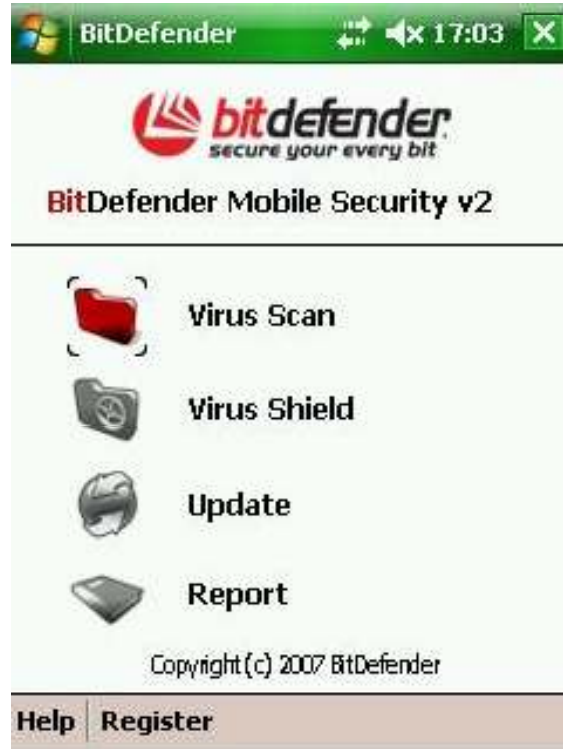 BitDefender 17:03
bitdefender
secure your every bit
BitDefender Mobile Security v2
Virus Scan
Virus Shield
Update
Report
Copyright (c) 2007 BitDefender
Help Register